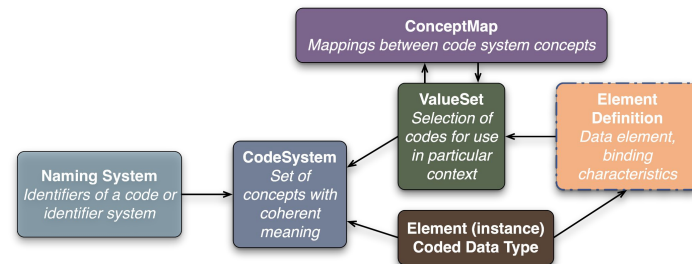 ConceptMap
Mappings between code system concepts
ValueSet
Selection of
codes for use
in particular
context
Element
Definition
Data element,
binding
characteristics
Naming System
Identifiers of a code or
identifier system
CodeSystem
Set of
concepts with
coherent
meaning
Element (instance)
Coded Data Type